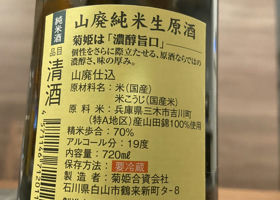 山廃純米生原酒
純米酒
品目
清酒
菊姫は「濃醇旨口」
個性をさらに際立たせる、原酒ならではの
濃さ、味の厚み。
山廃仕込
原材料名：米（国産）
米こうじ（国産米）
原料米：兵庫県三木市吉川町
（特A地区）産山田錦100%使用
精米歩合：70%
アルコール分：19度
内容量：720ml
保存方法：要冷蔵
製造者：菊姫合資会社
石川県白山市鶴来新町タ-8